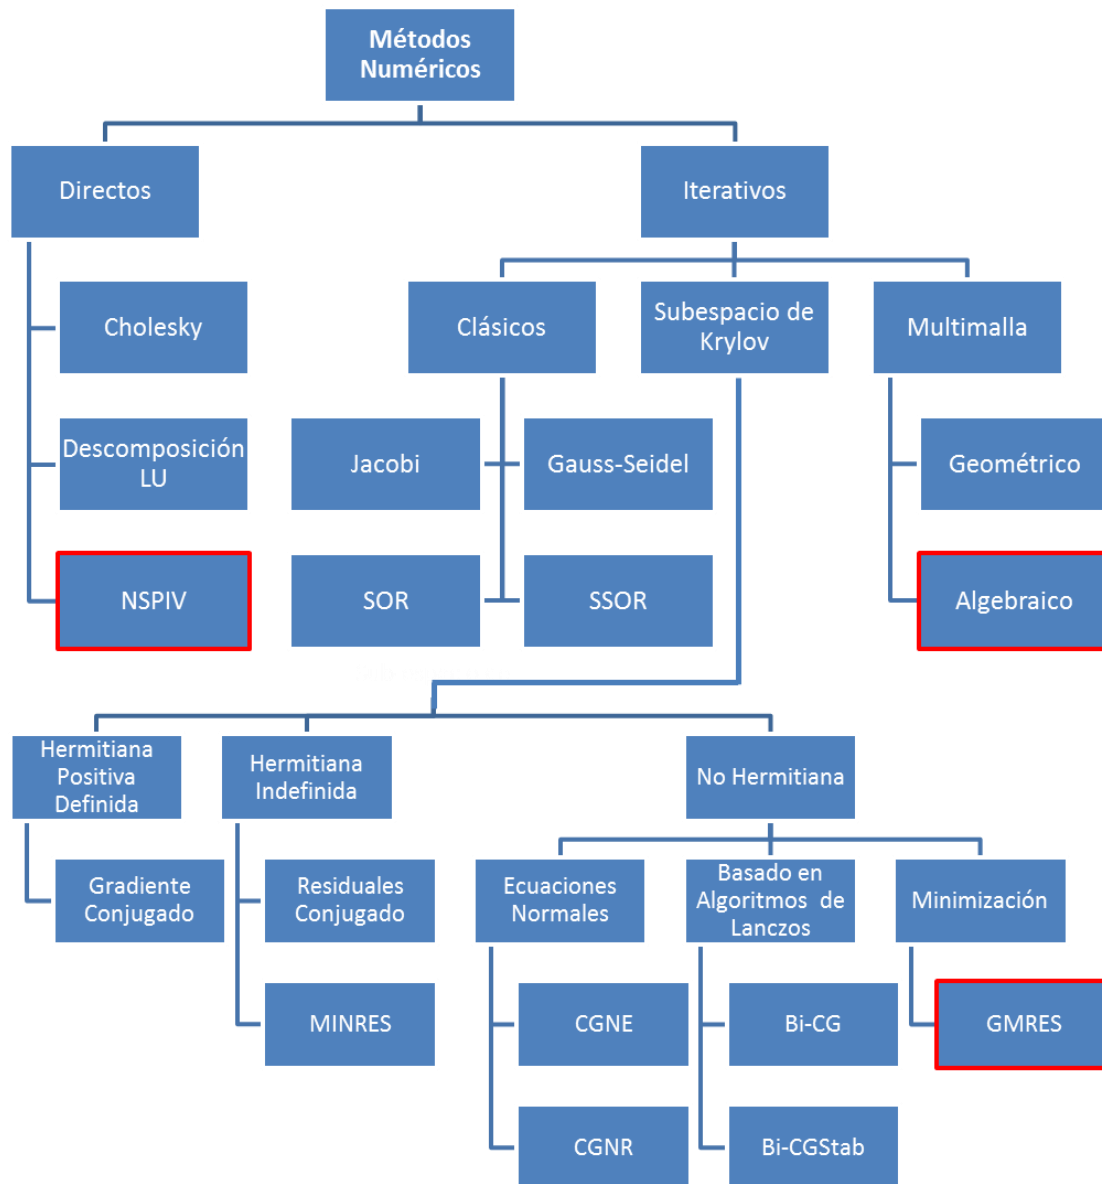 Métodos
Numéricos
Directos
Iterativos
Cholesky
Clásicos
Subespacio de
Krylov
Multimalla
Descomposición
LU
Jacobi
Gauss-Seidel
Geométrico
NSPIV
SOR
SSOR
Algebraico
Hermitiana
Positiva
Definida
Hermitiana
Indefinida
No Hermitiana
Gradiente
Conjugado
Residuales
Conjugado
Ecuaciones
Normales
Basado en
Algoritmos de
Lanczos
Minimización
MINRES
CGNE
Bi-CG
GMRES
CGNR
Bi-CGStab